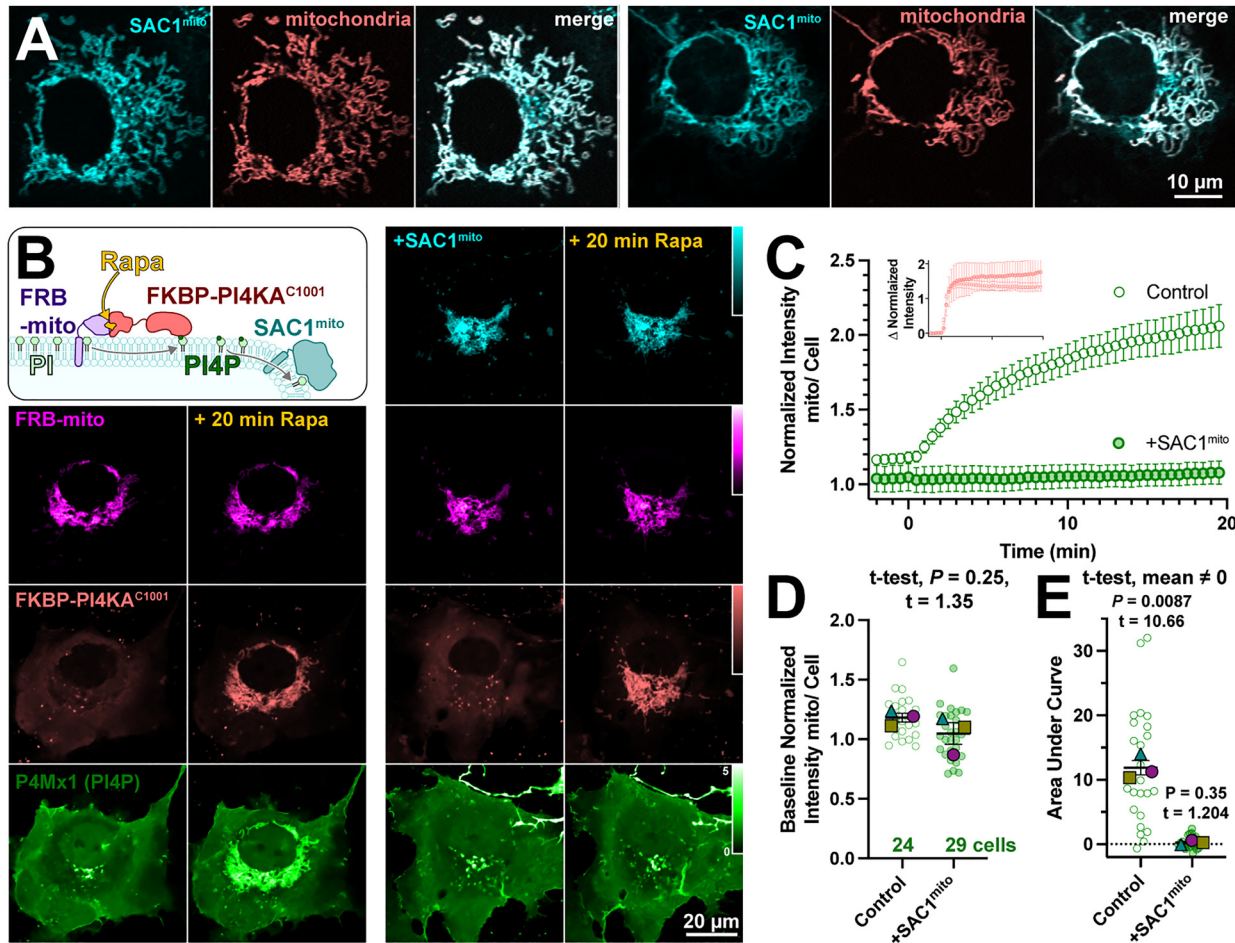 A
SAC1mito
mitochondria
merge
SAC1mito
mitochondria
merge
10 µm
B
Rapa
FRB
-mito
FKBP-PI4KAC1001
SAC1mito
PI
PI4P
+SAC1mito
+ 20 min Rapa
FRB-mito
+ 20 min Rapa
FKBP-PI4KAC1001
P4Mx1 (PI4P)
5
0
20 µm
C
Normalized Intensity
mito/ Cell
2.5
2.0
1.5
1.0
0
10
20
Time (min)
Δ Normlaized
Intensity
2
1
0
Control
+SAC1mito
D
t-test, P = 0.25,
t = 1.35
Baseline Normalized
Intensity mito/ Cell
2.0
1.5
1.0
0.5
0.0
24
29 cells
Control
+SAC1mito
E
t-test, mean ≠ 0
P = 0.0087
t = 10.66
Area Under Curve
30
20
10
0
P = 0.35
t = 1.204
Control
+SAC1mito